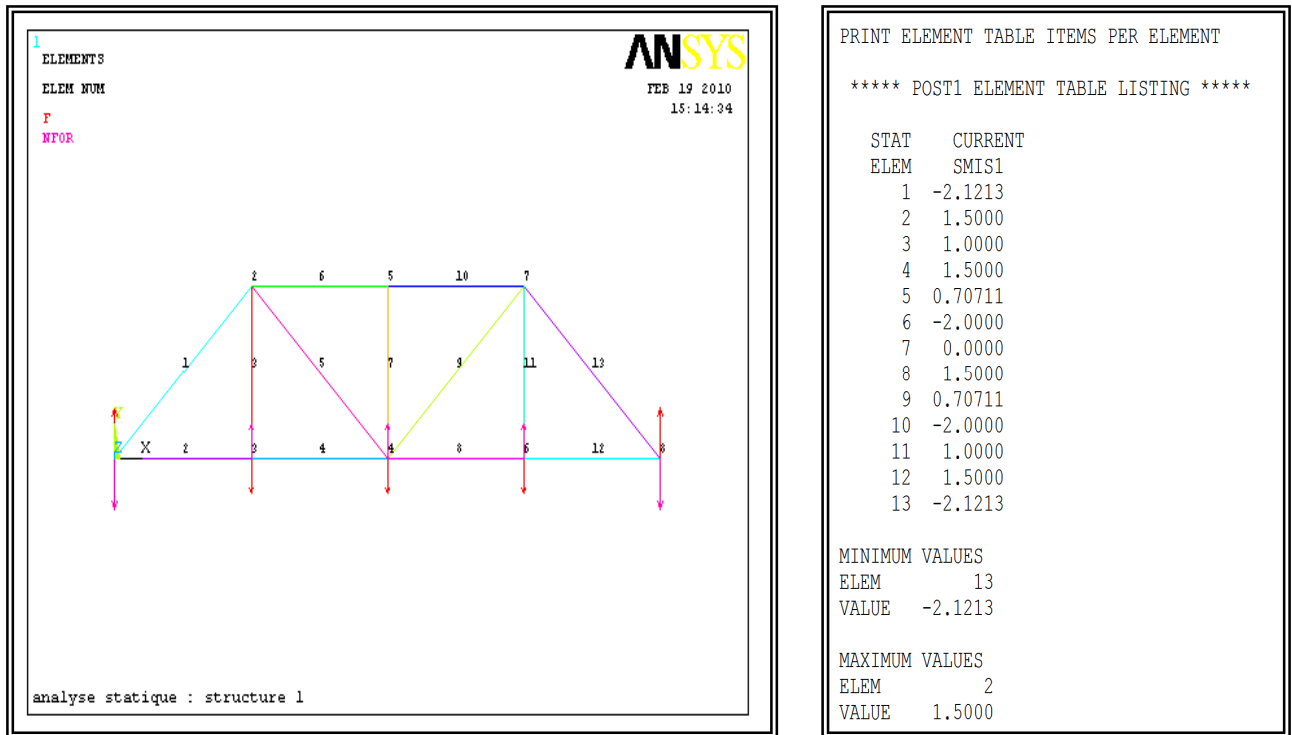 1
ELEMENTS
ELEM NUM
F
NFOR
ANSYS
FEB 19 2010
15:14:34
2 6 5 10 7
1 3 5 7 9 11 13
Y
Z X 2 3 4 4 8 6 12 8
analyse statique : structure 1
PRINT ELEMENT TABLE ITEMS PER ELEMENT
***** POST1 ELEMENT TABLE LISTING *****
STAT CURRENT
ELEM SMIS1
1 -2.1213
2 1.5000
3 1.0000
4 1.5000
5 0.70711
6 -2.0000
7 0.0000
8 1.5000
9 0.70711
10 -2.0000
11 1.0000
12 1.5000
13 -2.1213
MINIMUM VALUES
ELEM 13
VALUE -2.1213
MAXIMUM VALUES
ELEM 2
VALUE 1.5000